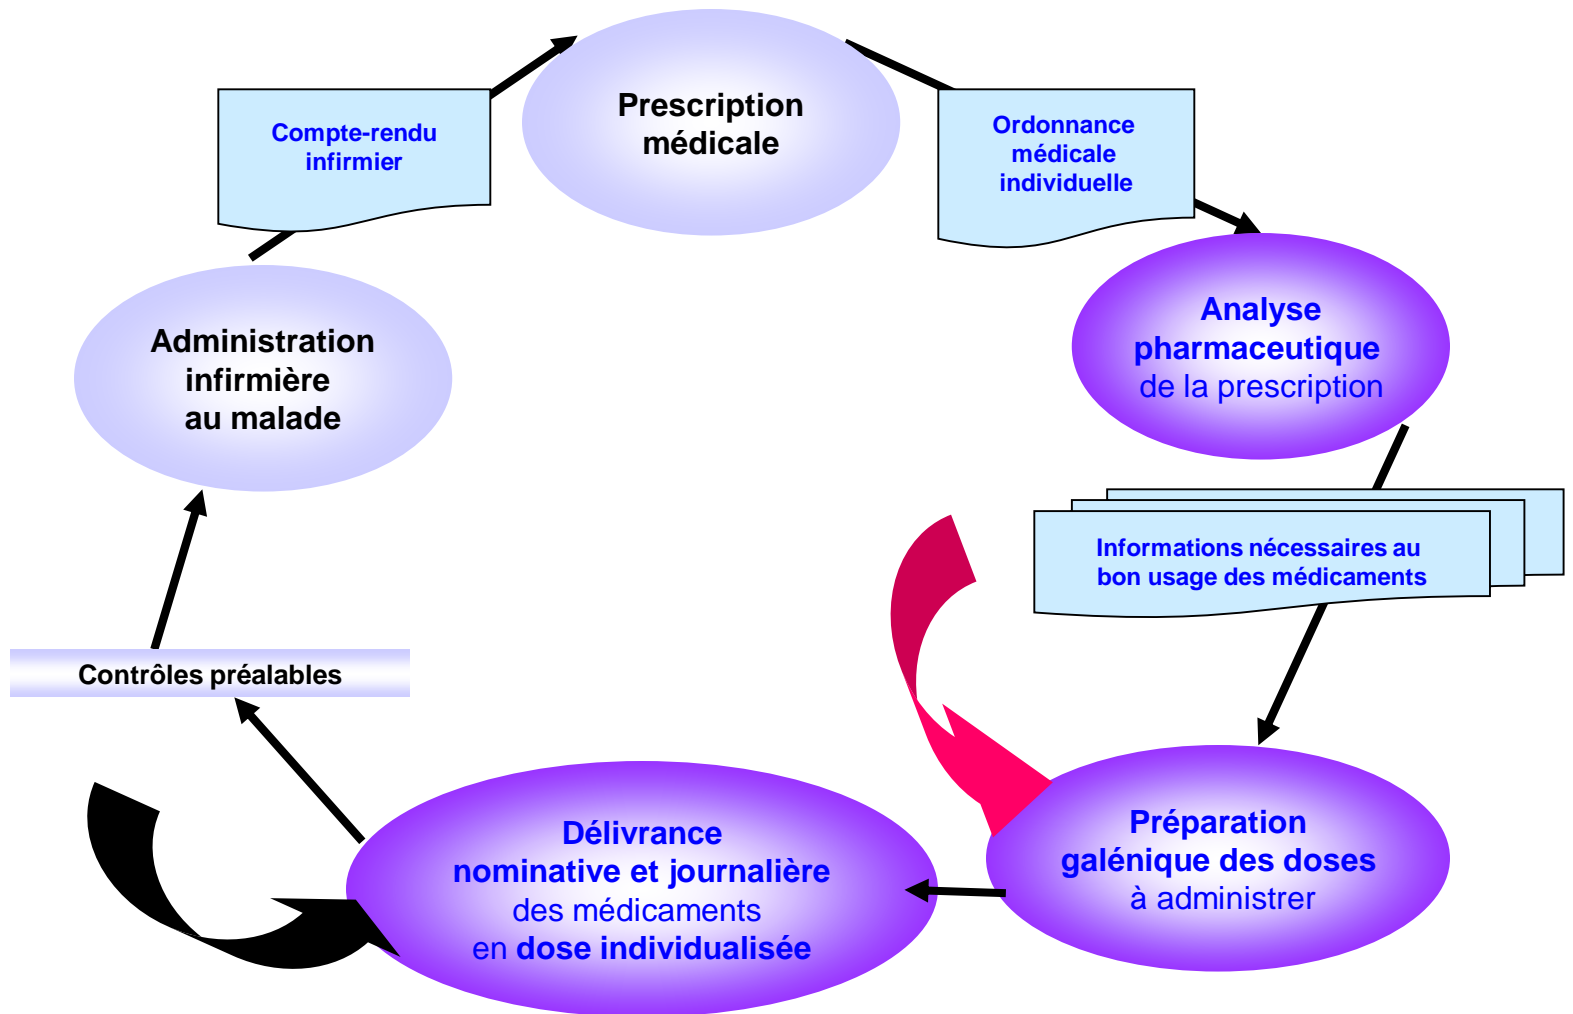 Prescription
médicale
Compte-rendu
infirmier
Ordonnance
médicale
individuelle
Analyse
pharmaceutique
de la prescription
Administration
infirmière
au malade
Informations nécessaires au
bon usage des médicaments
Contrôles préalables
Préparation
galénique des doses
à administrer
Délivrance
nominative et journalière
des médicaments
en dose individualisée